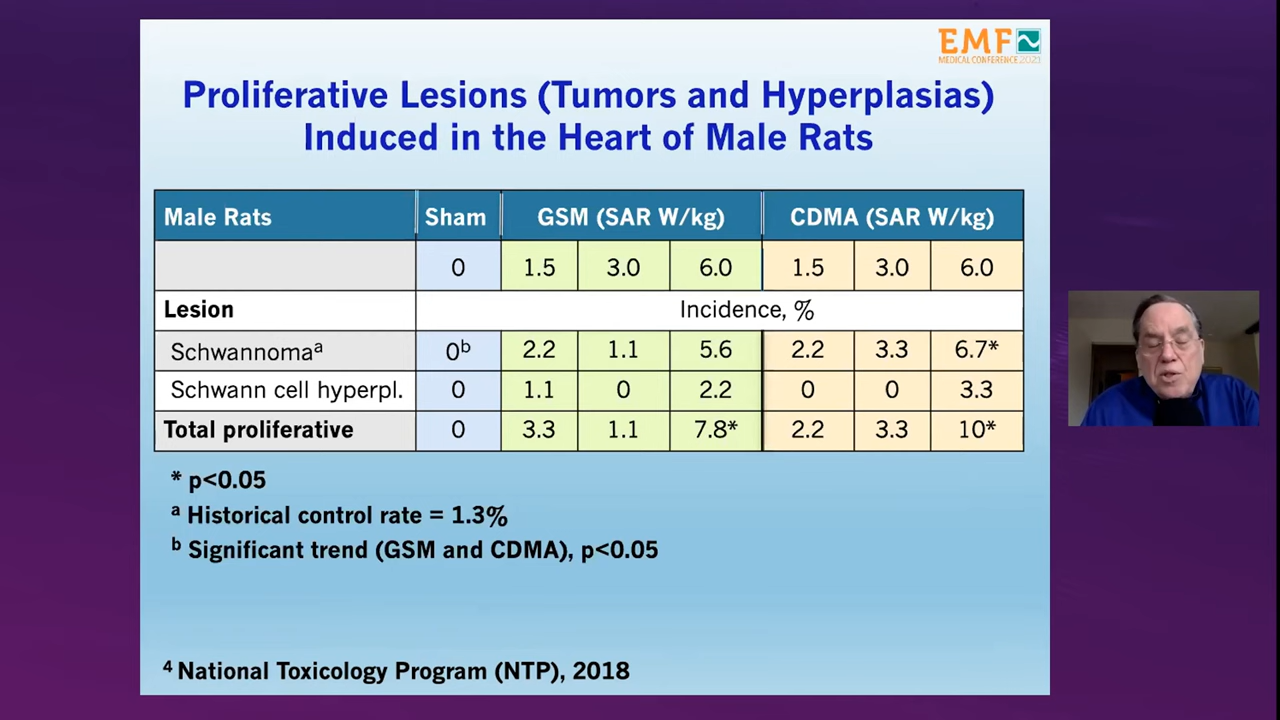 EMF
MEDICAL CONFERENCE 2021
Proliferative Lesions (Tumors and Hyperplasias)
Induced in the Heart of Male Rats
Male Rats Sham GSM (SAR W/kg) CDMA (SAR W/kg)
0 1.5 3.0 6.0 1.5 3.0 6.0
Lesion Incidence, %
Schwannomaᵃ 0ᵇ 2.2 1.1 5.6 2.2 3.3 6.7*
Schwann cell hyperpl. 0 1.1 0 2.2 0 0 3.3
Total proliferative 0 3.3 1.1 7.8* 2.2 3.3 10*
* p<0.05
ᵃ Historical control rate = 1.3%
ᵇ Significant trend (GSM and CDMA), p<0.05
⁴ National Toxicology Program (NTP), 2018